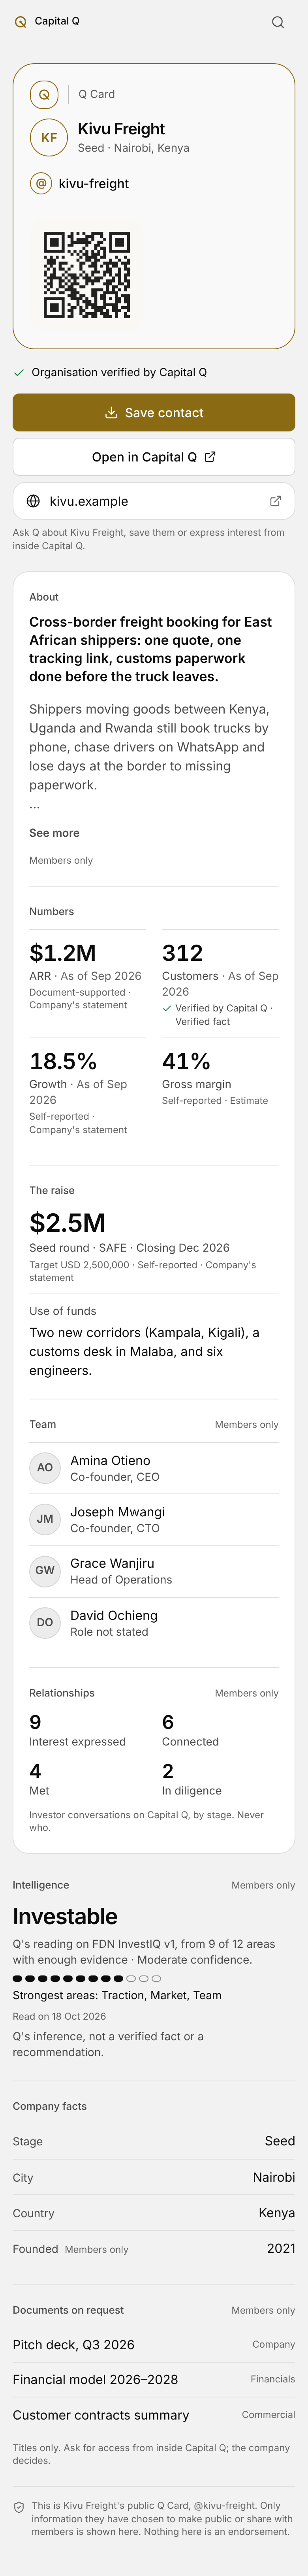 Q Capital Q
Q Q Card
KF Kivu Freight
Seed · Nairobi, Kenya
@ kivu-freight
Organisation verified by Capital Q
Save contact
Open in Capital Q
kivu.example
Ask Q about Kivu Freight, save them or express interest from
inside Capital Q.
About
Cross-border freight booking for East
African shippers: one quote, one
tracking link, customs paperwork
done before the truck leaves.
Shippers moving goods between Kenya,
Uganda and Rwanda still book trucks by
phone, chase drivers on WhatsApp and
lose days at the border to missing
paperwork.
...
See more
Members only
Numbers
$1.2M
ARR · As of Sep 2026
Document-supported ·
Company's statement
312
Customers · As of Sep
2026
Verified by Capital Q ·
Verified fact
18.5%
Growth · As of Sep
2026
Self-reported ·
Company's statement
41%
Gross margin
Self-reported · Estimate
The raise
$2.5M
Seed round · SAFE · Closing Dec 2026
Target USD 2,500,000 · Self-reported · Company's
statement
Use of funds
Two new corridors (Kampala, Kigali), a
customs desk in Malaba, and six
engineers.
Team Members only
AO Amina Otieno
Co-founder, CEO
JM Joseph Mwangi
Co-founder, CTO
GW Grace Wanjiru
Head of Operations
DO David Ochieng
Role not stated
Relationships Members only
9
Interest expressed
6
Connected
4
Met
2
In diligence
Investor conversations on Capital Q, by stage. Never
who.
Intelligence Members only
Investable
Q's reading on FDN InvestIQ v1, from 9 of 12 areas
with enough evidence · Moderate confidence.
Strongest areas: Traction, Market, Team
Read on 18 Oct 2026
Q's inference, not a verified fact or a
recommendation.
Company facts
Stage Seed
City Nairobi
Country Kenya
Founded Members only 2021
Documents on request Members only
Pitch deck, Q3 2026 Company
Financial model 2026–2028 Financials
Customer contracts summary Commercial
Titles only. Ask for access from inside Capital Q; the company
decides.
This is Kivu Freight's public Q Card, @kivu-freight. Only
information they have chosen to make public or share with
members is shown here. Nothing here is an endorsement.